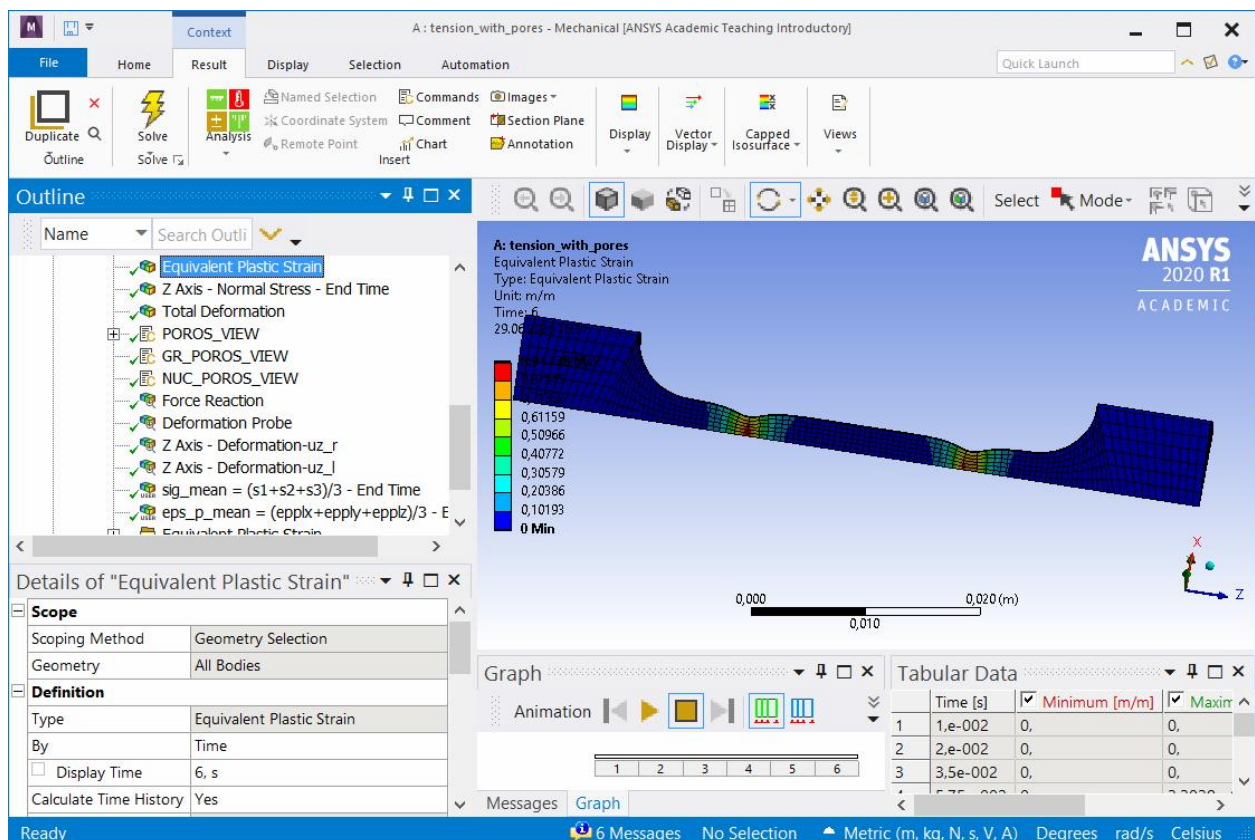 M
Context
A : tension_with_pores - Mechanical [ANSYS Academic Teaching Introductory]
File Home Result Display Selection Automation
Quick Launch
Duplicate
Outline
Solve
Solve
Analysis
Named Selection
Coordinate System
Remote Point
Commands
Comment
Chart
Images
Section Plane
Annotation
Insert
Display
Vector Display
Capped Isosurface
Views
Outline
Name Search Outli
Equivalent Plastic Strain
Z Axis - Normal Stress - End Time
Total Deformation
POROS_VIEW
GR_POROS_VIEW
NUC_POROS_VIEW
Force Reaction
Deformation Probe
Z Axis - Deformation-uz_r
Z Axis - Deformation-uz_l
sig_mean = (s1+s2+s3)/3 - End Time
eps_p_mean = (epplx+epply+epplz)/3 - E
Equivalent Plastic Strain
Details of "Equivalent Plastic Strain"
Scope
Scoping Method Geometry Selection
Geometry All Bodies
Definition
Type Equivalent Plastic Strain
By Time
Display Time 6, s
Calculate Time History Yes
Select Mode
A: tension_with_pores
Equivalent Plastic Strain
Type: Equivalent Plastic Strain
Unit: m/m
Time: 6
29.06
0,61159
0,50966
0,40772
0,30579
0,20386
0,10193
0 Min
ANSYS
2020 R1
ACADEMIC
X
Z
0,000 0,020 (m)
0,010
Graph
Animation
1 2 3 4 5 6
Messages Graph
Tabular Data
Time [s] Minimum [m/m] Maxim
1 1,e-002 0, 0,
2 2,e-002 0, 0,
3 3,5e-002 0, 0,
Ready
6 Messages No Selection Metric (m, kg, N, s, V, A) Degrees rad/s Celsius